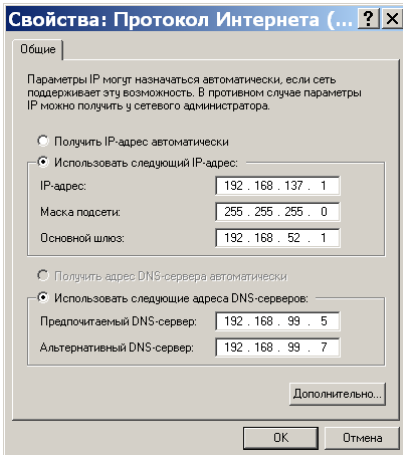 Свойства: Протокол Интернета (...
Общие
Параметры IP могут назначаться автоматически, если сеть
поддерживает эту возможность. В противном случае параметры
IP можно получить у сетевого администратора.
Получить IP-адрес автоматически
Использовать следующий IP-адрес:
IP-адрес: 192 . 168 . 137 . 1
Маска подсети: 255 . 255 . 255 . 0
Основной шлюз: 192 . 168 . 52 . 1
Получить адрес DNS-сервера автоматически
Использовать следующие адреса DNS-серверов:
Предпочитаемый DNS-сервер: 192 . 168 . 99 . 5
Альтернативный DNS-сервер: 192 . 168 . 99 . 7
Дополнительно...
OK Отмена